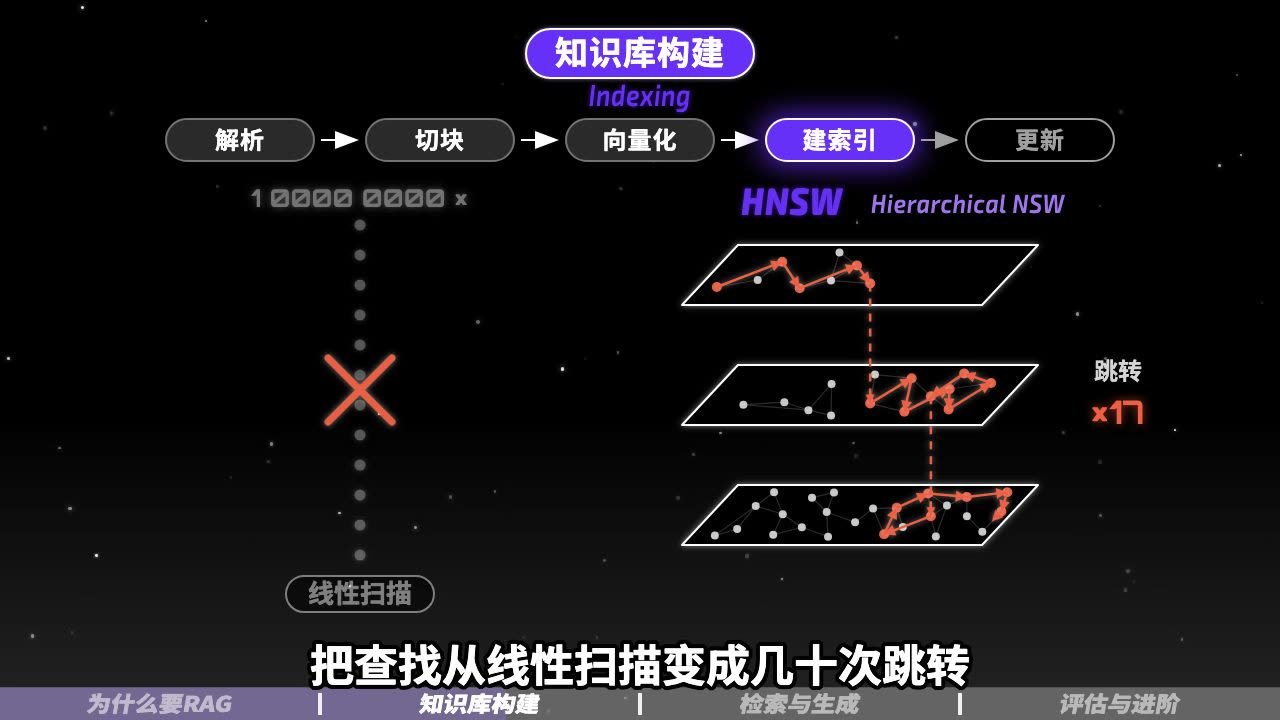 知识库构建
Indexing
解析 切块 向量化 建索引 更新
1 0000 0000 x
HNSW Hierarchical NSW
跳转
x17
线性扫描
把查找从线性扫描变成几十次跳转
为什么要RAG 知识库构建 检索与生成 评估与进阶